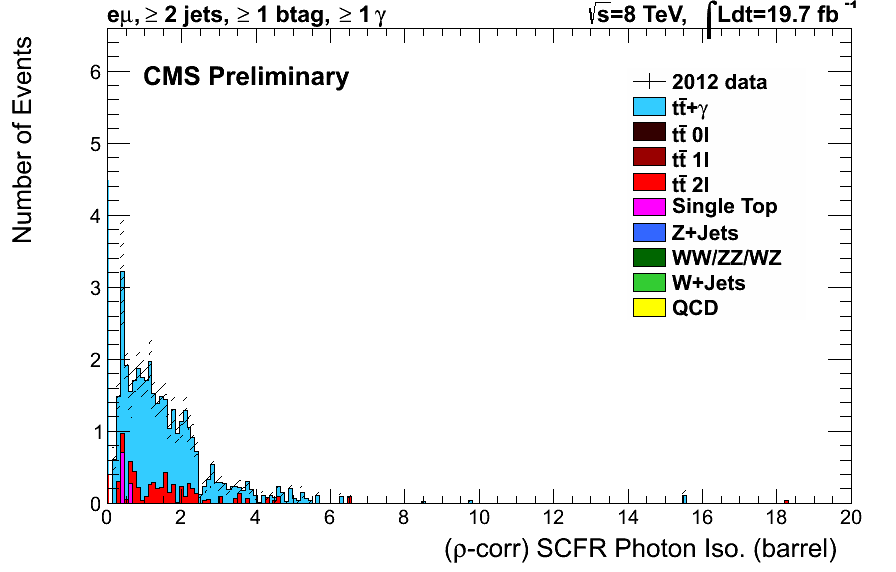 eμ, ≥ 2 jets, ≥ 1 btag, ≥ 1 γ
√s=8 TeV, ∫Ldt=19.7 fb⁻¹
CMS Preliminary
2012 data
tt̄+γ
tt̄ 0l
tt̄ 1l
tt̄ 2l
Single Top
Z+Jets
WW/ZZ/WZ
W+Jets
QCD
Number of Events
6
5
4
3
2
1
0
0 2 4 6 8 10 12 14 16 18 20
(ρ-corr) SCFR Photon Iso. (barrel)